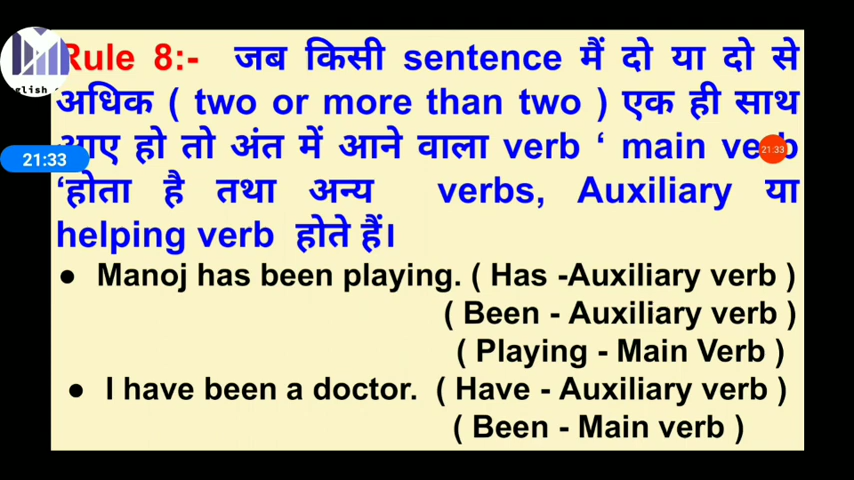 Rule 8:- जब किसी sentence मैं दो या दो से
अधिक ( two or more than two ) एक ही साथ
आए हो तो अंत में आने वाला verb ‘ main verb
‘होता है तथा अन्य verbs, Auxiliary या
helping verb होते हैं।
● Manoj has been playing. ( Has -Auxiliary verb )
( Been - Auxiliary verb )
( Playing - Main Verb )
● I have been a doctor. ( Have - Auxiliary verb )
( Been - Main verb )
21:33
21:33